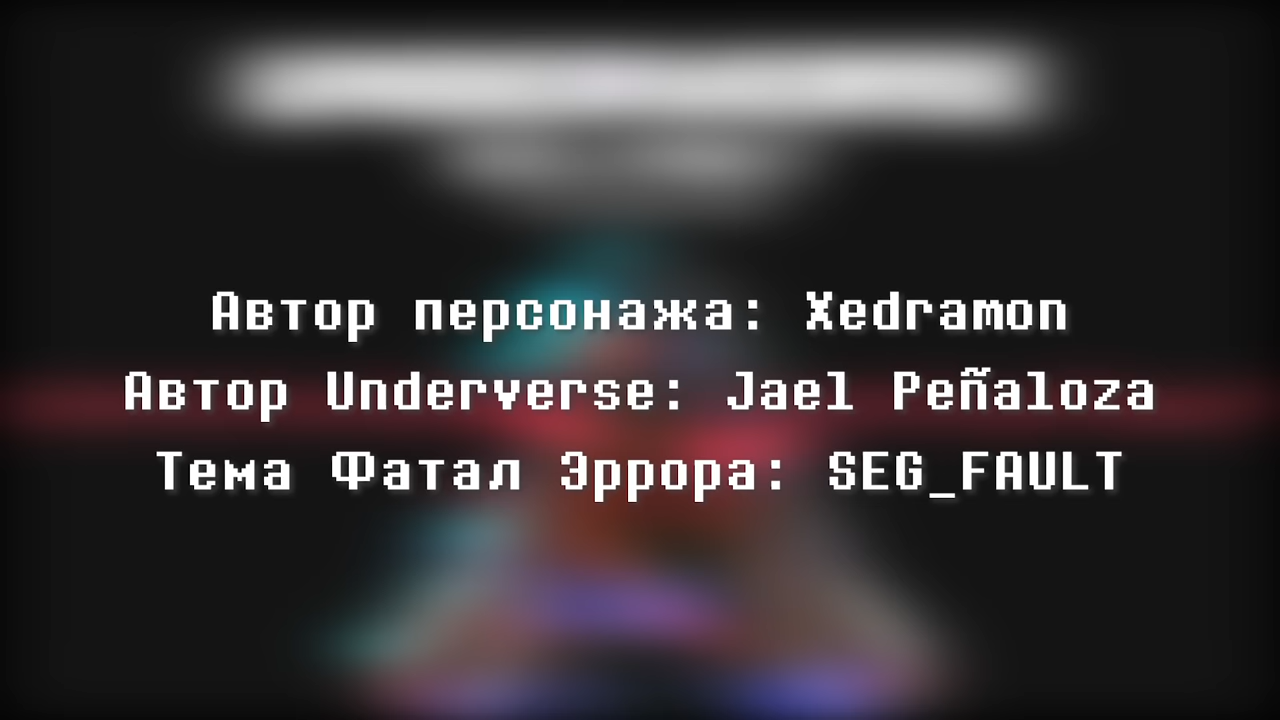 Автор персонажа: Xedramon
Автор Underverse: Jael Peñaloza
Тема Фатал Эррора: SEG_FAULT